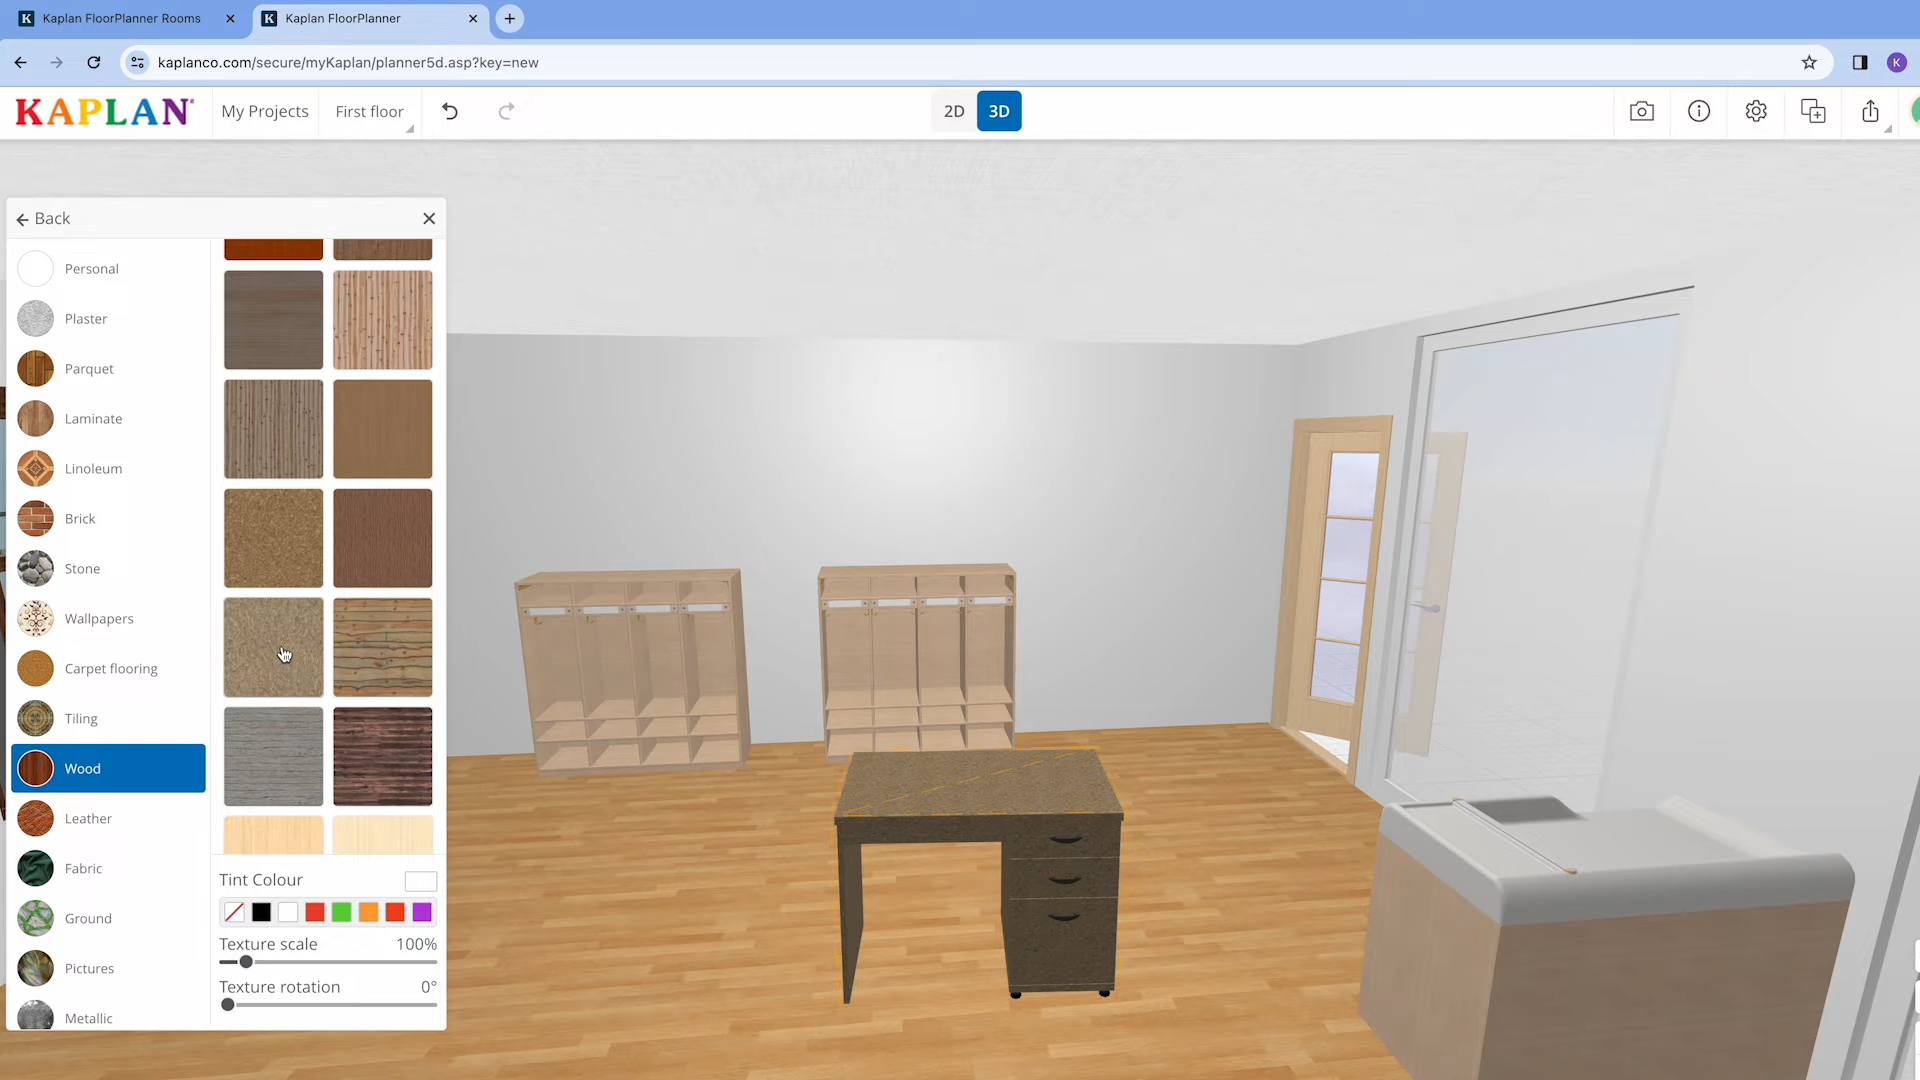 Kaplan FloorPlanner Rooms
Kaplan FloorPlanner
kaplanco.com/secure/myKaplan/planner5d.asp?key=new
K
KAPLAN
My Projects
First floor
2D
3D
Back
Personal
Plaster
Parquet
Laminate
Linoleum
Brick
Stone
Wallpapers
Carpet flooring
Tiling
Wood
Leather
Fabric
Ground
Pictures
Metallic
Tint Colour
Texture scale 100%
Texture rotation 0°